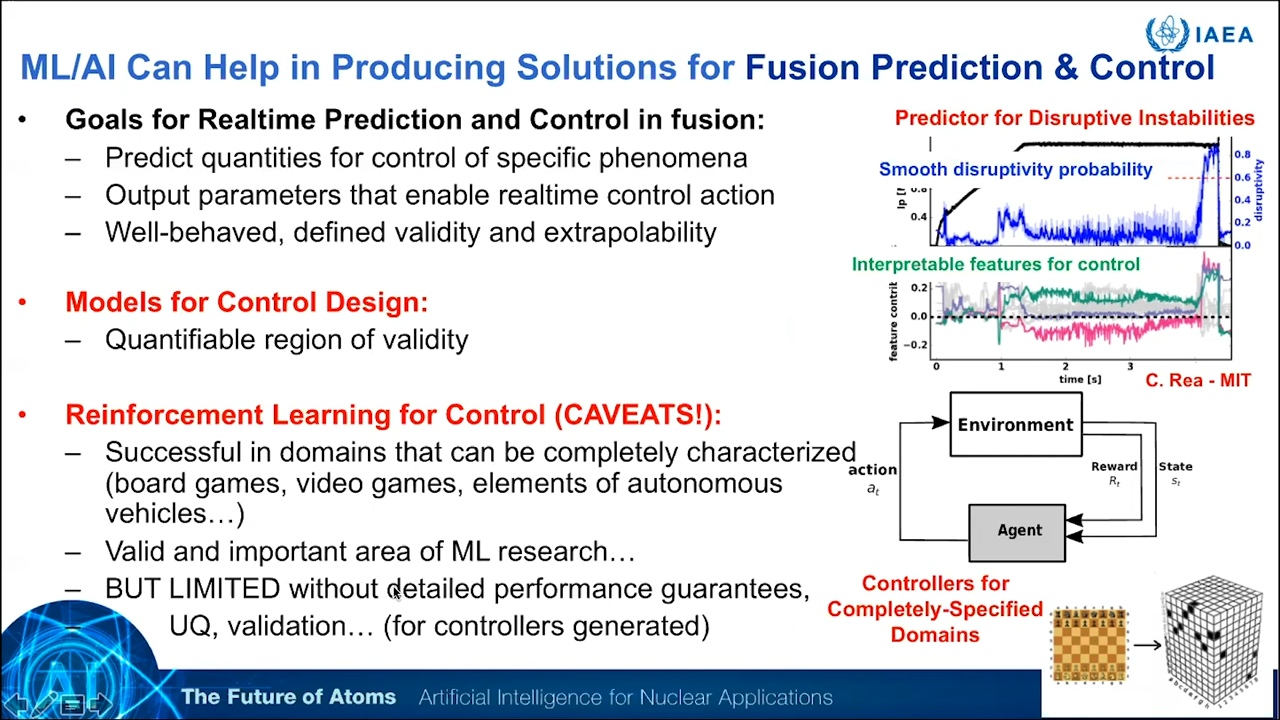 IAEA
ML/AI Can Help in Producing Solutions for Fusion Prediction & Control
• Goals for Realtime Prediction and Control in fusion:
– Predict quantities for control of specific phenomena
– Output parameters that enable realtime control action
– Well-behaved, defined validity and extrapolability
• Models for Control Design:
– Quantifiable region of validity
• Reinforcement Learning for Control (CAVEATS!):
– Successful in domains that can be completely characterized
(board games, video games, elements of autonomous
vehicles…)
– Valid and important area of ML research…
– BUT LIMITED without detailed performance guarantees,
– UQ, validation… (for controllers generated)
Predictor for Disruptive Instabilities
Smooth disruptivity probability
0.4
0.8
0.6
0.4
0.2
0.0
disruptivity
Interpretable features for control
feature contrib
0.2
0.0
−0.2
0 1 2 3
time [s]
C. Rea - MIT
Environment
action
at
Reward
Rt
State
st
Agent
Controllers for
Completely-Specified
Domains
AI
The Future of Atoms Artificial Intelligence for Nuclear Applications